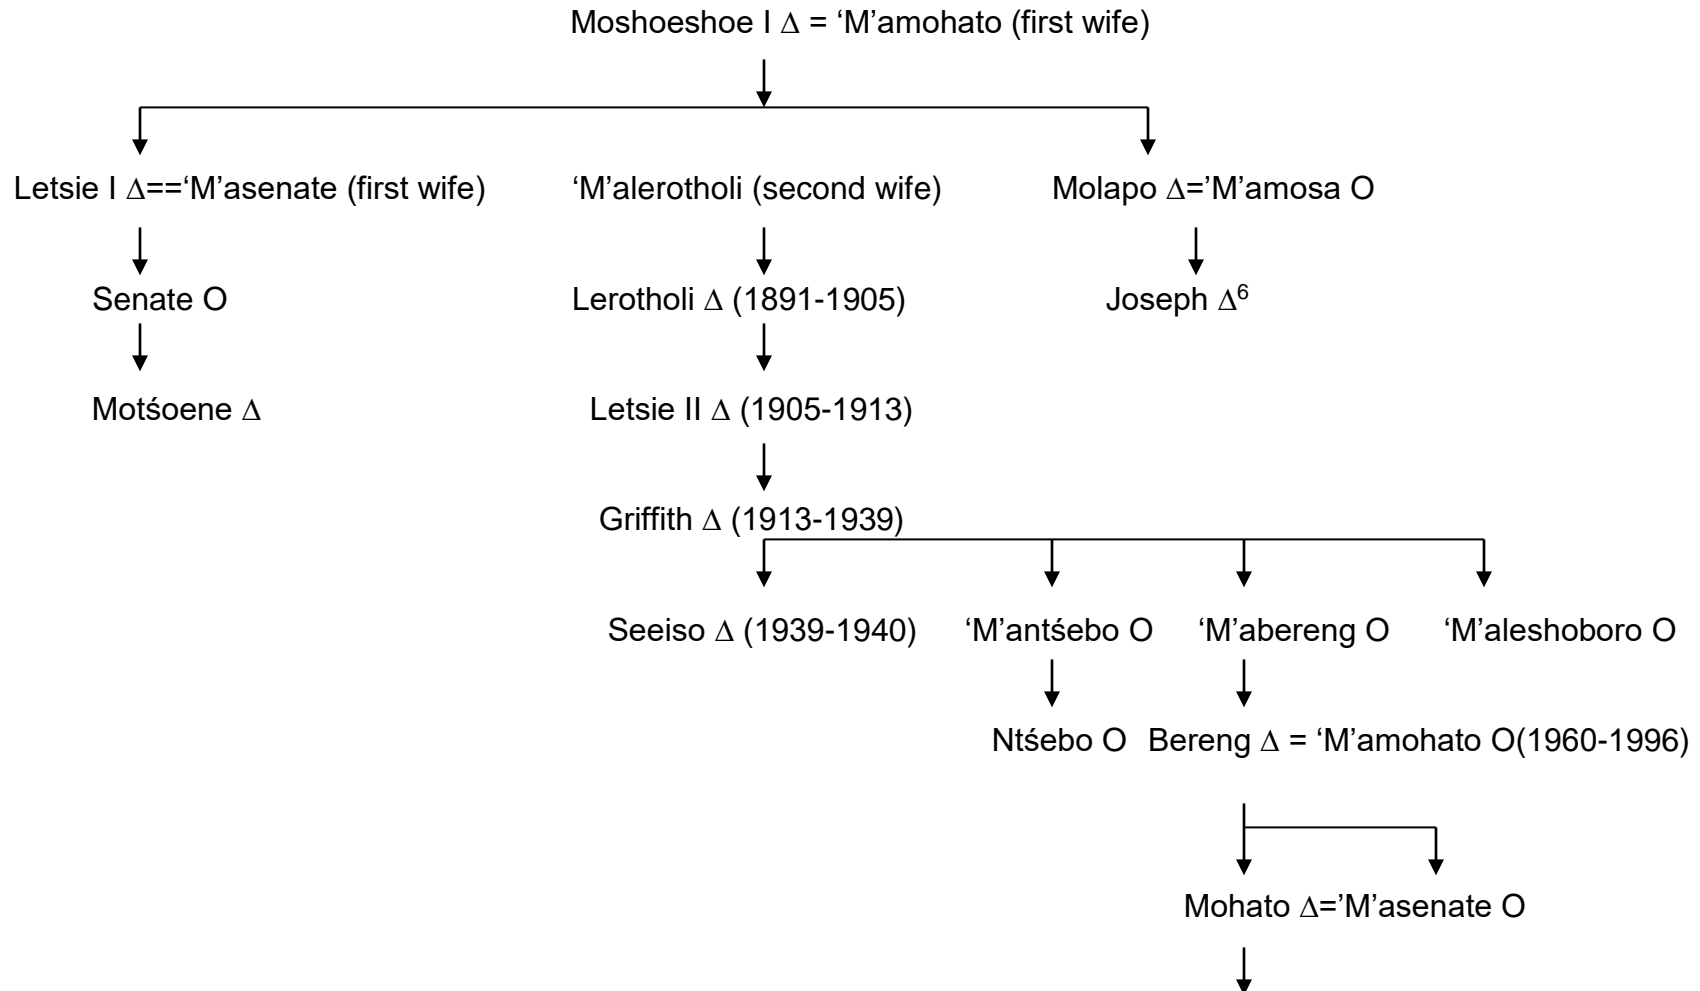 Moshoeshoe I ∆ = ‘M’amohato (first wife)
Letsie I ∆==‘M’asenate (first wife) ‘M’alerotholi (second wife) Molapo ∆=’M’amosa O
Senate O Lerotholi ∆ (1891-1905) Joseph ∆⁶
Motśoene ∆ Letsie II ∆ (1905-1913)
Griffith ∆ (1913-1939)
Seeiso ∆ (1939-1940) ‘M’antśebo O ‘M’abereng O ‘M’aleshoboro O
Ntśebo O Bereng ∆ = ‘M’amohato O(1960-1996)
Mohato ∆=’M’asenate O